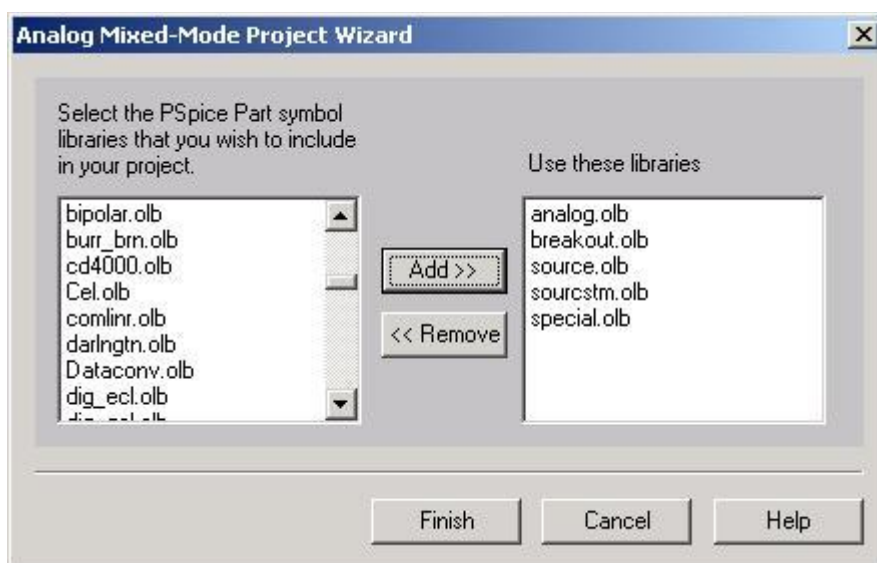 Analog Mixed-Mode Project Wizard
Select the PSpice Part symbol
libraries that you wish to include
in your project.
bipolar.olb
burr_brn.olb
cd4000.olb
Cel.olb
comlinr.olb
darlngtn.olb
Dataconv.olb
dig_ecl.olb
Add >>
<< Remove
Use these libraries
analog.olb
breakout.olb
source.olb
sourcstm.olb
special.olb
Finish
Cancel
Help